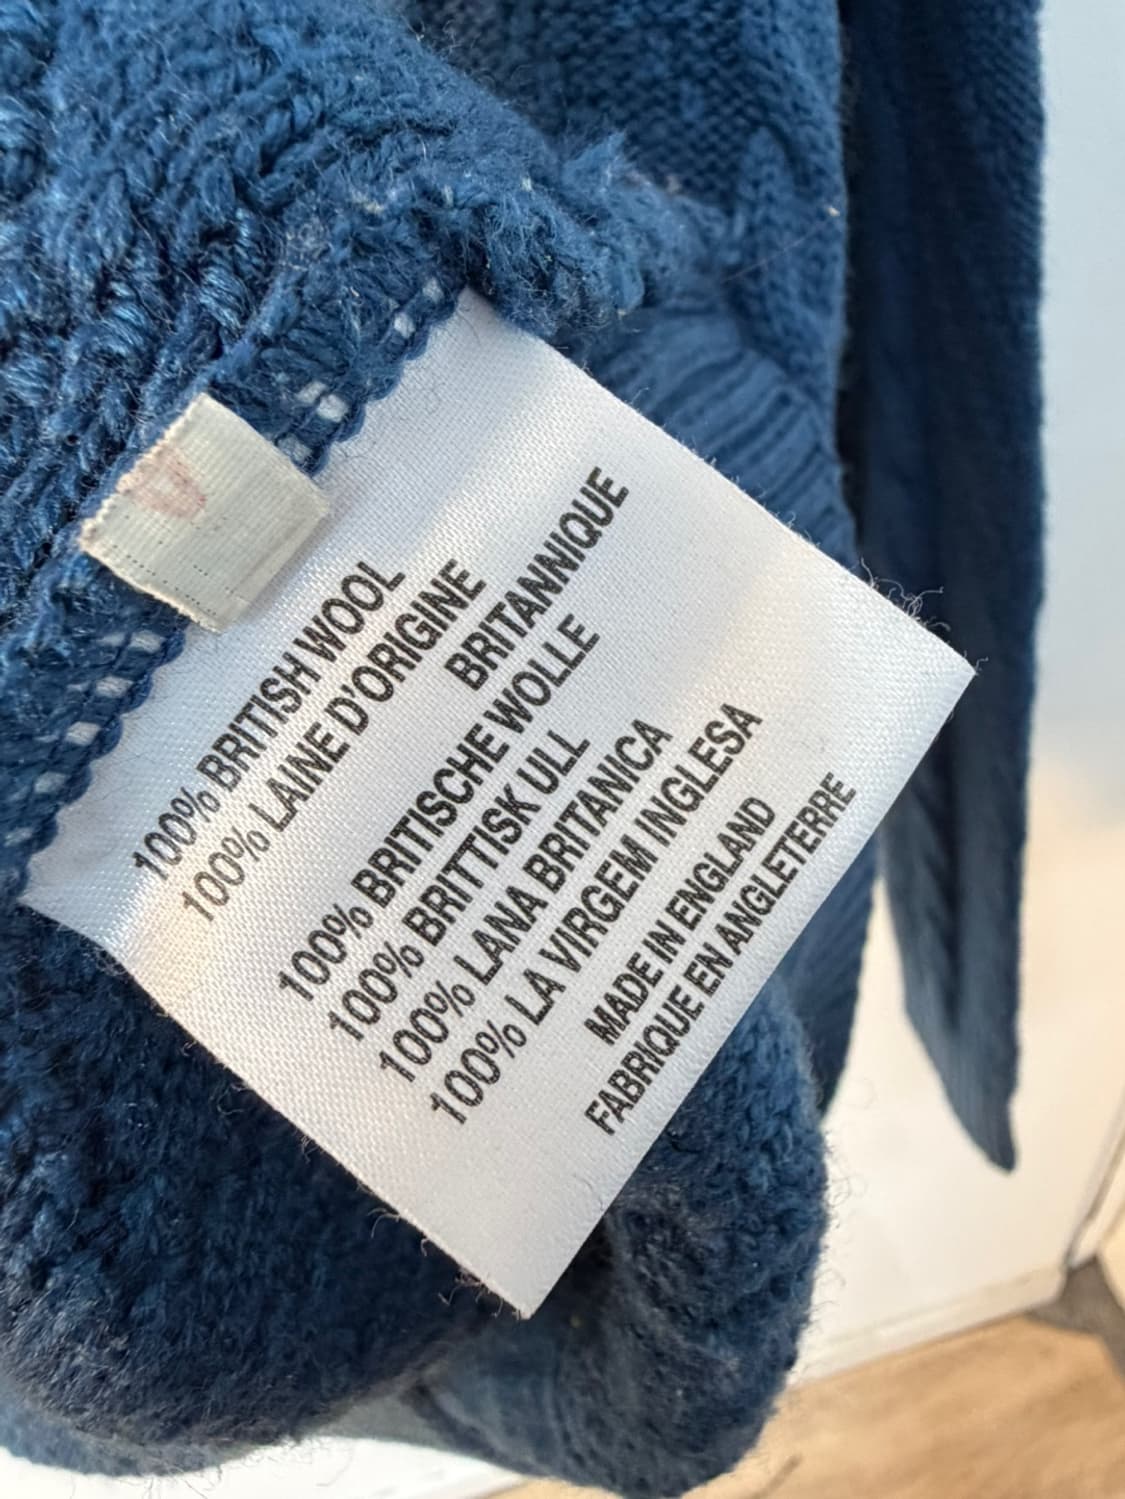 100% BRITISH WOOL
100% LAINE D'ORIGINE
BRITANNIQUE
100% BRITISCHE WOLLE
100% BRITTISK ULL
100% LANA BRITANICA
100% LA VIRGEM INGLESA
MADE IN ENGLAND
FABRIQUE EN ANGLETERRE